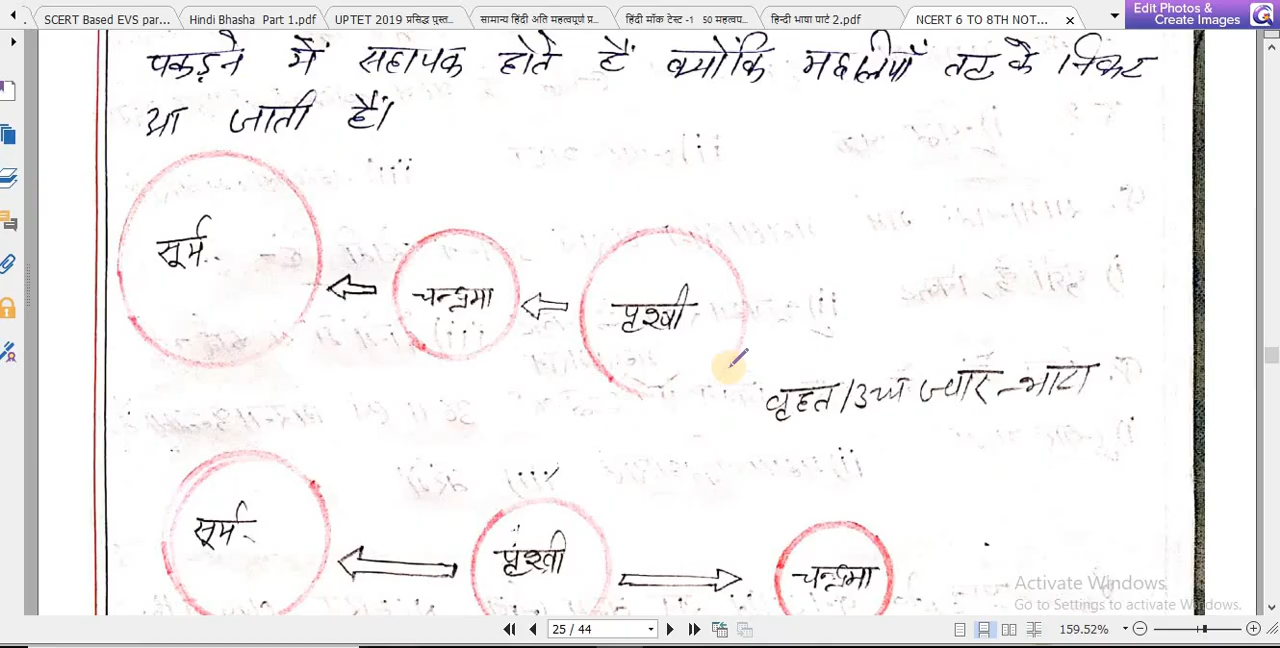 SCERT Based EVS par...
Hindi Bhasha Part 1.pdf
UPTET 2019 प्रसिद्ध पुस्त...
सामान्य हिंदी अति महत्वपूर्ण प्र...
हिंदी मॉक टेस्ट -1 50 महत्वप...
हिन्दी भाषा पार्ट 2.pdf
NCERT 6 TO 8TH NOT...
Edit Photos &
Create Images
पकड़ने में सहायक होते हैं क्योंकि मछलियाँ तट के निकट
आ जाती हैं।
सूर्य
चन्द्रमा
पृथ्वी
वृहत / उच्च ज्वार - भाटा
सूर्य
पृथ्वी
चन्द्रमा
Activate Windows
Go to Settings to activate Windows.
25 / 44
159.52%